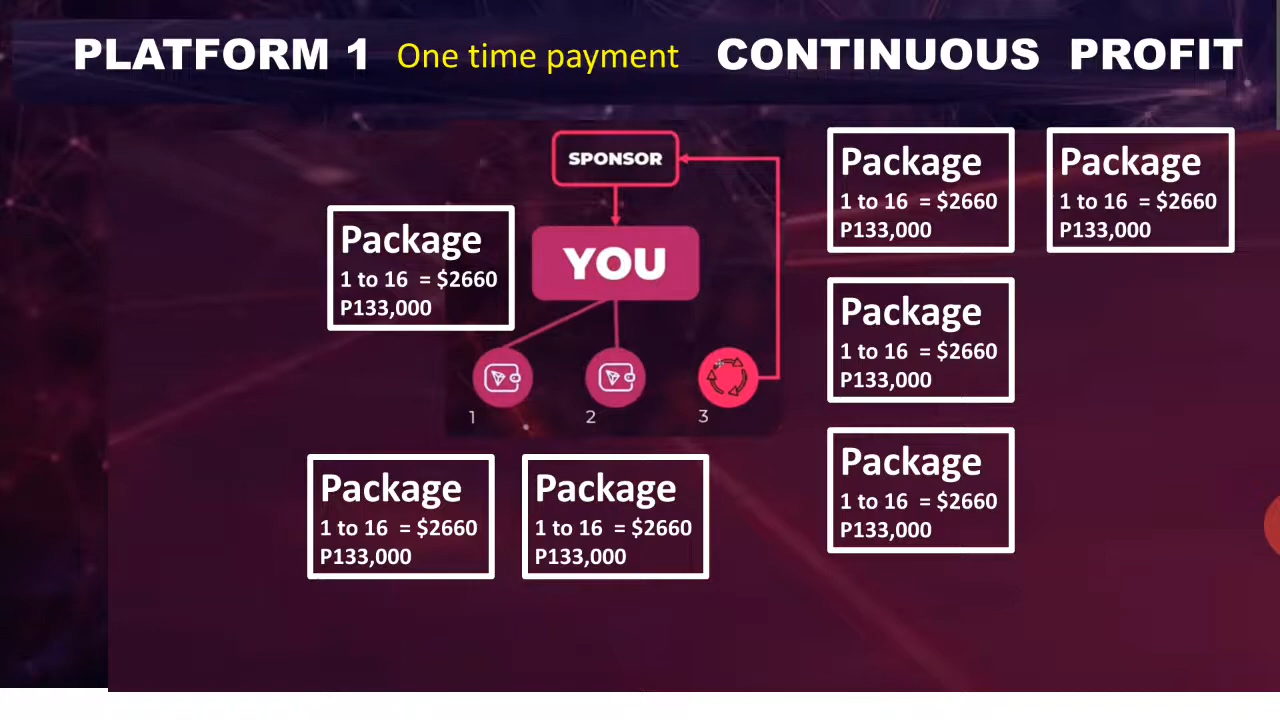 PLATFORM 1 One time payment CONTINUOUS PROFIT
SPONSOR
YOU
1 2 3
Package
1 to 16 = $2660
P133,000
Package
1 to 16 = $2660
P133,000
Package
1 to 16 = $2660
P133,000
Package
1 to 16 = $2660
P133,000
Package
1 to 16 = $2660
P133,000
Package
1 to 16 = $2660
P133,000
Package
1 to 16 = $2660
P133,000